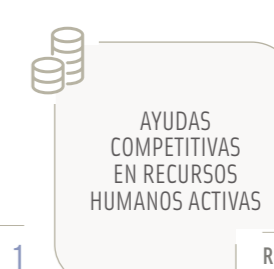 AYUDAS
COMPETITIVAS
EN RECURSOS
HUMANOS ACTIVAS
1
R